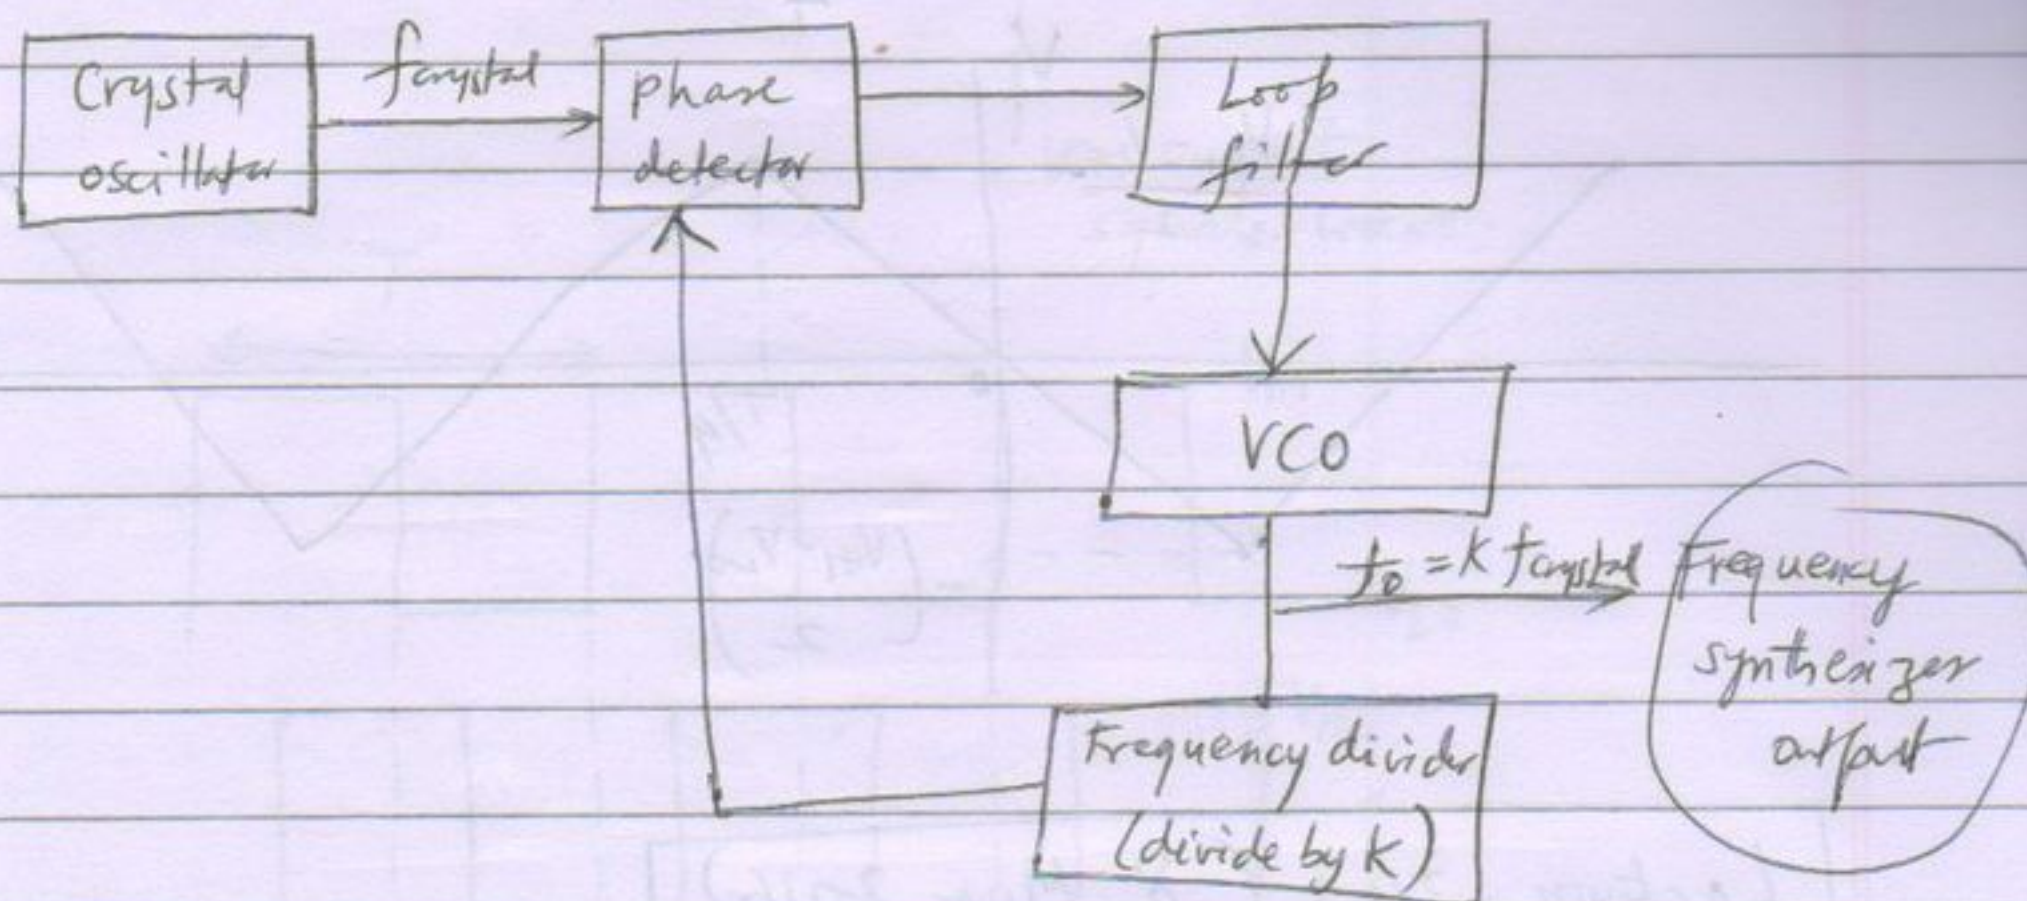 Crystal
oscillator
fcrystal
phase
detector
Loop
filter
VCO
fo = K fcrystal
Frequency
synthesizer
output
Frequency divider
(divide by K)